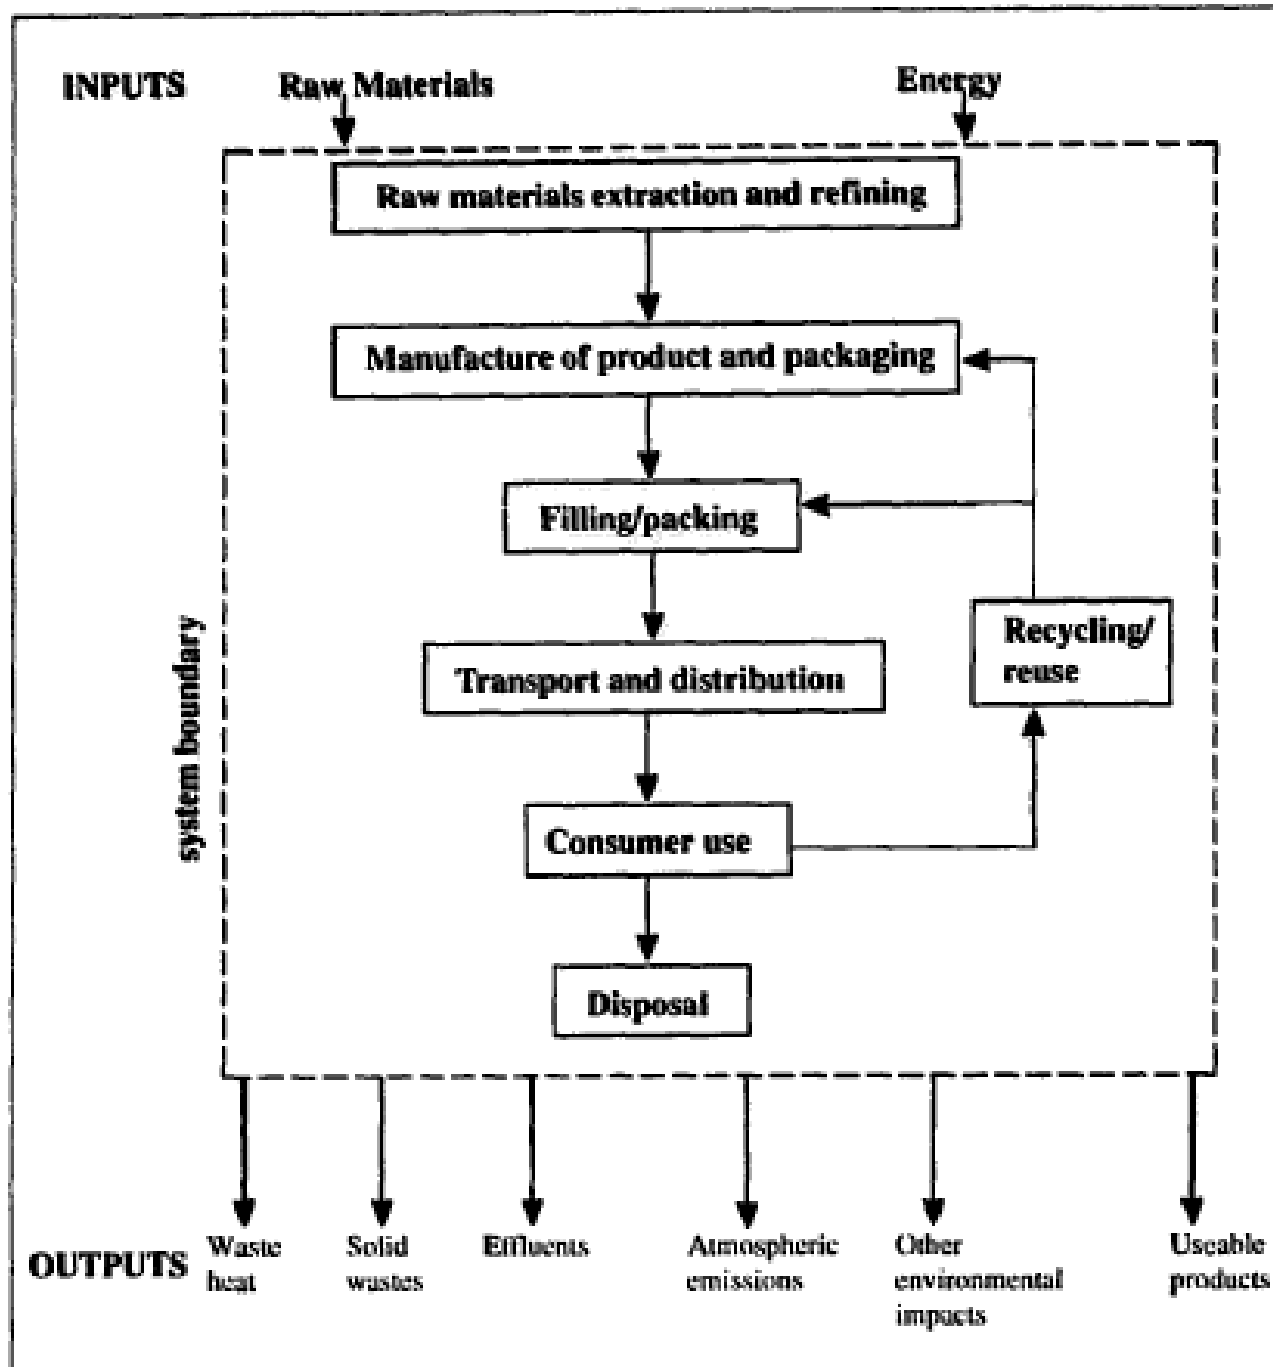 INPUTS Raw Materials Energy
Raw materials extraction and refining
Manufacture of product and packaging
Filling/packing
Recycling/
reuse
Transport and distribution
system boundary
Consumer use
Disposal
OUTPUTS
Waste
heat
Solid
wastes
Effluents
Atmospheric
emissions
Other
environmental
impacts
Useable
products